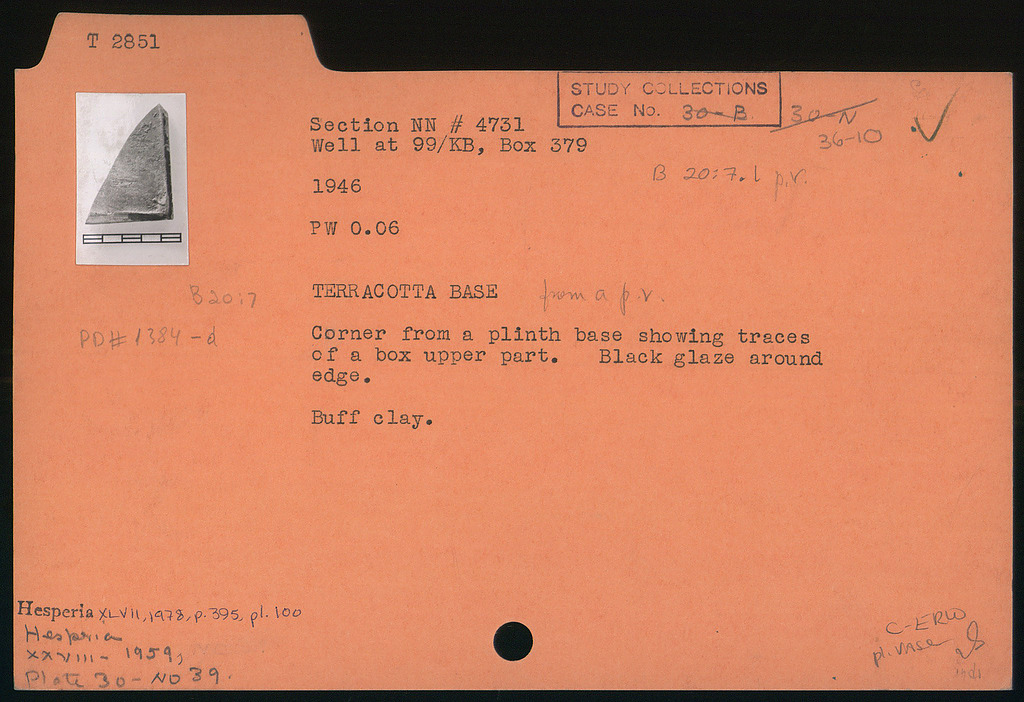 T 2851
STUDY COLLECTIONS
CASE No. 30-B
30-N
36-10
Section NN # 4731
Well at 99/KB, Box 379
B 20:7.1 p.v.
1946
PW 0.06
B 20:7
TERRACOTTA BASE from a p.v.
PD# 1384-d
Corner from a plinth base showing traces
of a box upper part. Black glaze around
edge.
Buff clay.
Hesperia XLVII, 1978, p. 395, pl. 100
Hesperia
XXVIII - 1959,
Plate 30 - NO 39.
C-ERW
pl. vase